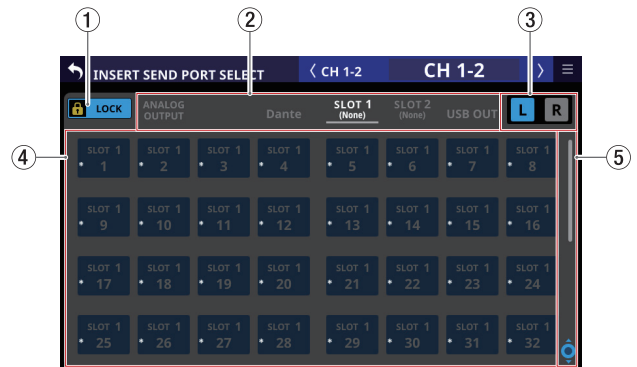 1 2 3
INSERT SEND PORT SELECT CH 1-2 CH 1-2
LOCK ANALOG OUTPUT Dante SLOT 1 (None) SLOT 2 (None) USB OUT L R
4 5
SLOT 1 SLOT 1 SLOT 1 SLOT 1 SLOT 1 SLOT 1 SLOT 1 SLOT 1
* 1 * 2 * 3 * 4 * 5 * 6 * 7 * 8
SLOT 1 SLOT 1 SLOT 1 SLOT 1 SLOT 1 SLOT 1 SLOT 1 SLOT 1
* 9 * 10 * 11 * 12 * 13 * 14 * 15 * 16
SLOT 1 SLOT 1 SLOT 1 SLOT 1 SLOT 1 SLOT 1 SLOT 1 SLOT 1
* 17 * 18 * 19 * 20 * 21 * 22 * 23 * 24
SLOT 1 SLOT 1 SLOT 1 SLOT 1 SLOT 1 SLOT 1 SLOT 1 SLOT 1
* 25 * 26 * 27 * 28 * 29 * 30 * 31 * 32